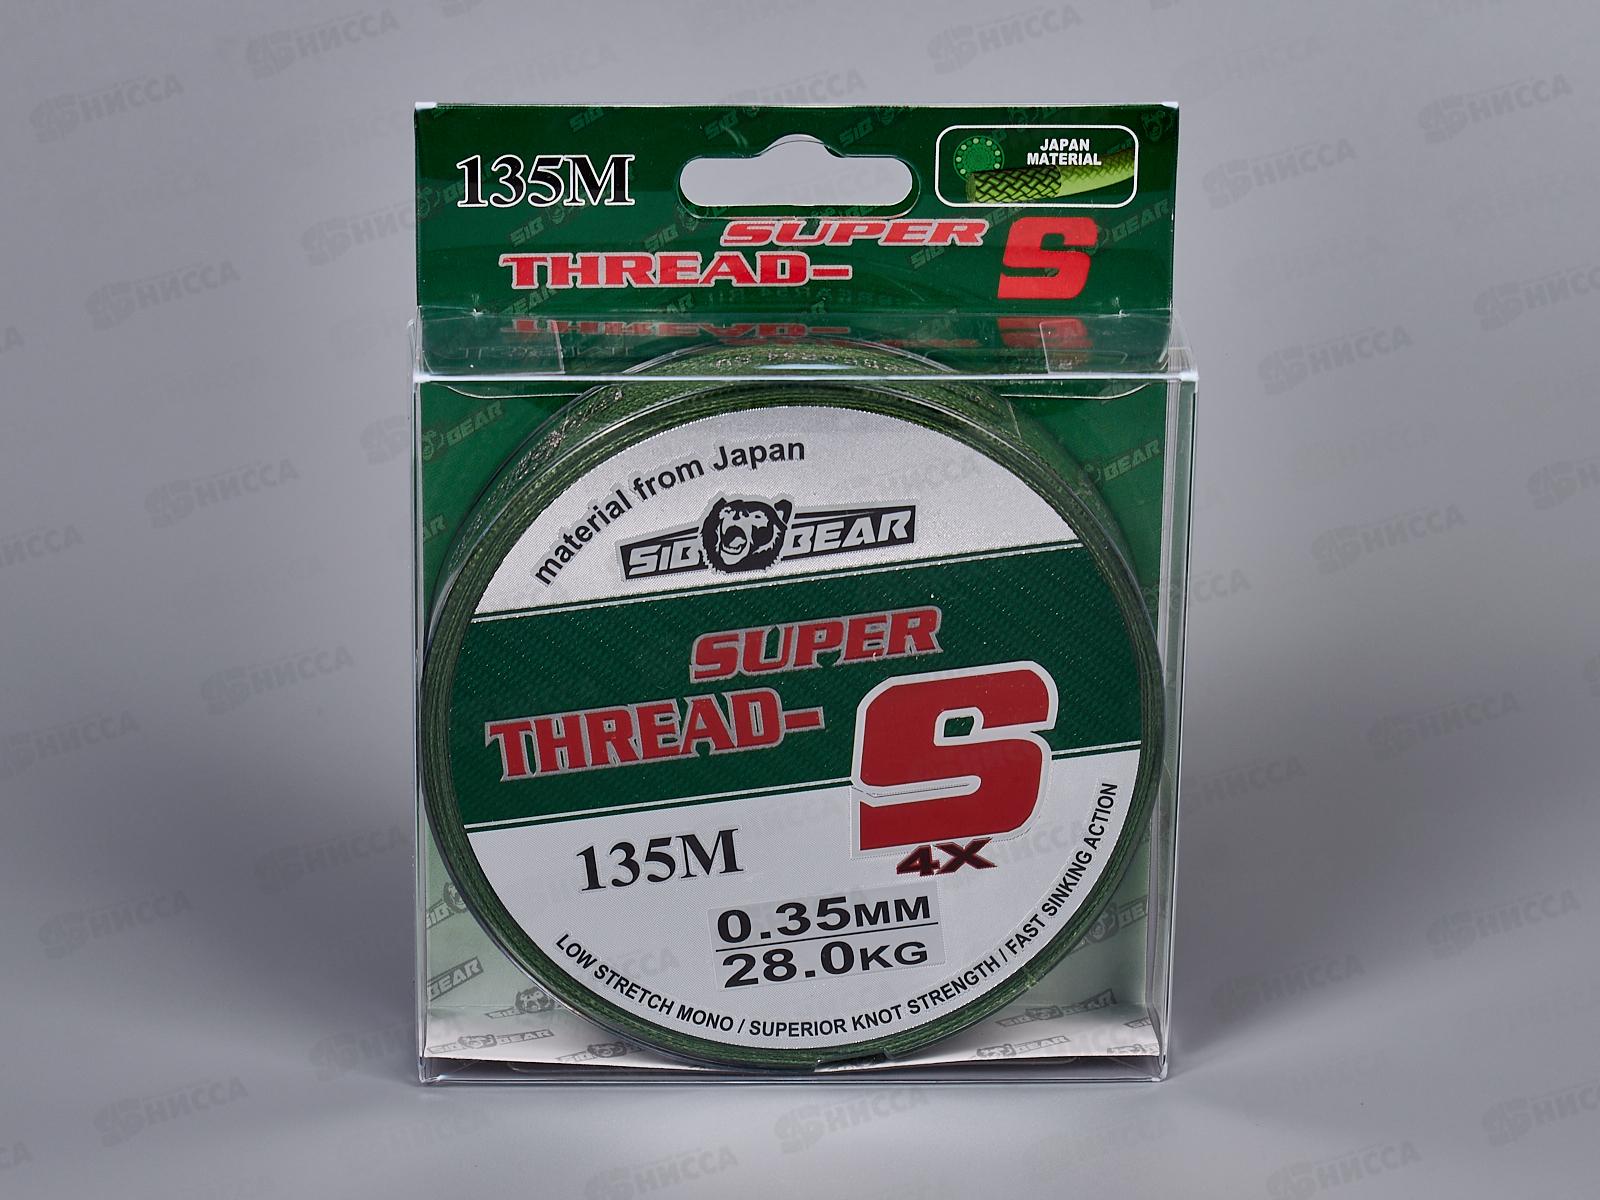 135M
JAPAN
MATERIAL
SUPER
THREAD-S
material from Japan
SIB BEAR
SUPER
THREAD-S
4X
135M
0.35MM
28.0KG
LOW STRETCH MONO / SUPERIOR KNOT STRENGTH / FAST SINKING ACTION
НИССА